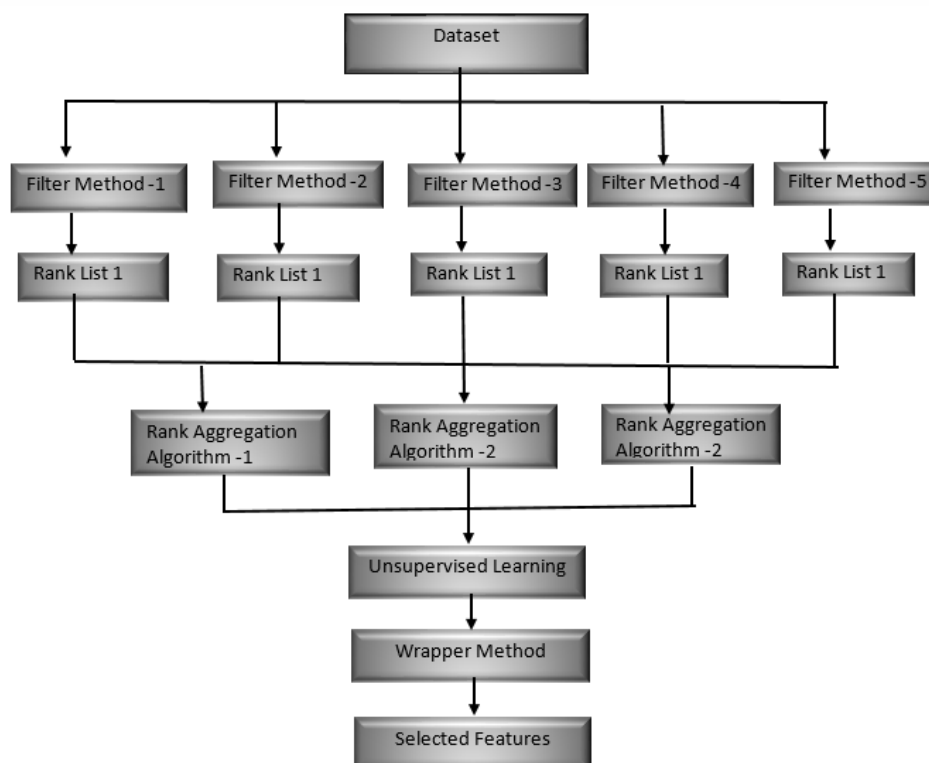 Dataset
Filter Method -1
Filter Method -2
Filter Method -3
Filter Method -4
Filter Method -5
Rank List 1
Rank List 1
Rank List 1
Rank List 1
Rank List 1
Rank Aggregation
Algorithm -1
Rank Aggregation
Algorithm -2
Rank Aggregation
Algorithm -2
Unsupervised Learning
Wrapper Method
Selected Features